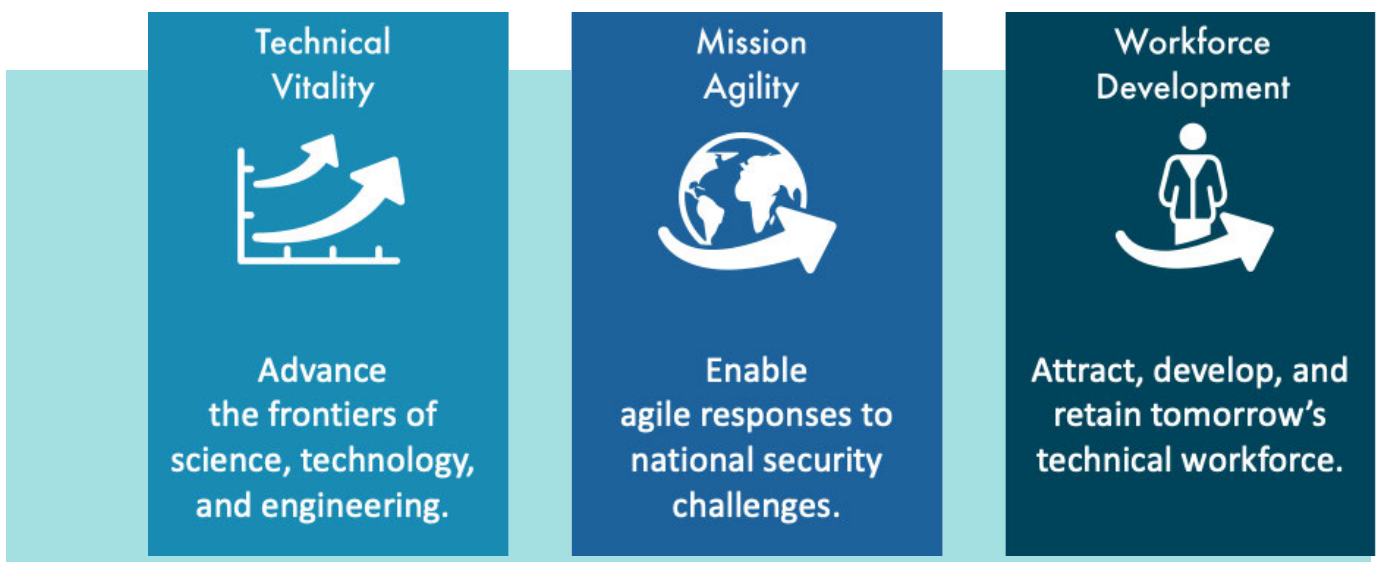 Technical
Vitality
Advance
the frontiers of
science, technology,
and engineering.
Mission
Agility
Enable
agile responses to
national security
challenges.
Workforce
Development
Attract, develop, and
retain tomorrow’s
technical workforce.